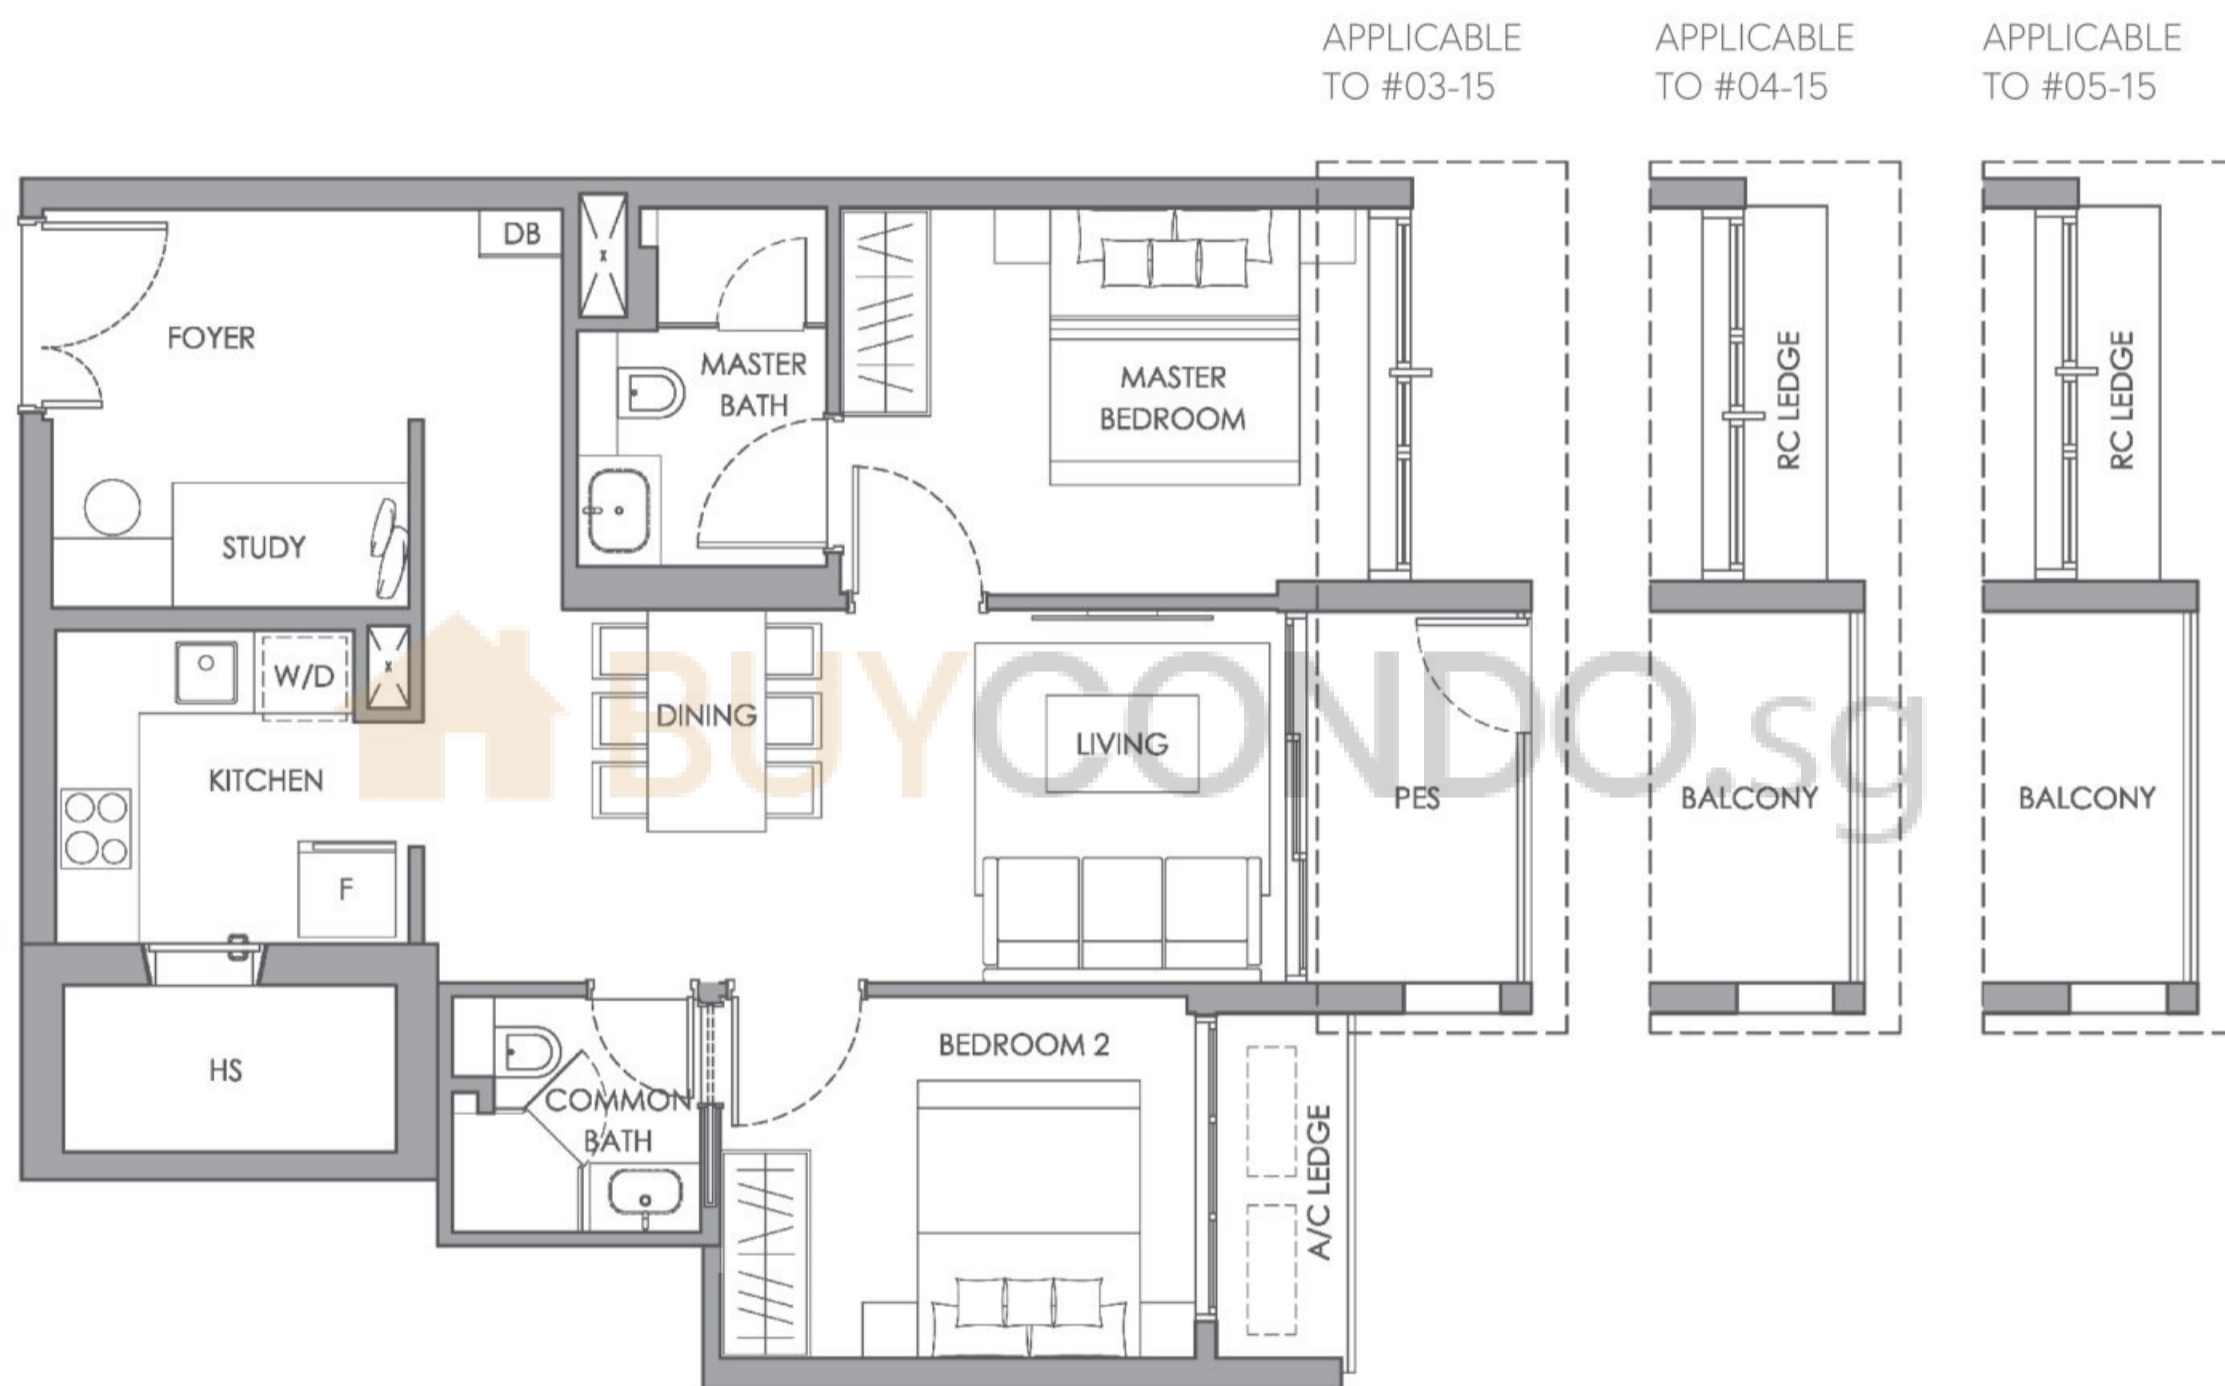 APPLICABLE
TO #03-15
APPLICABLE
TO #04-15
APPLICABLE
TO #05-15
DB
FOYER
MASTER
BATH
MASTER
BEDROOM
RC LEDGE
RC LEDGE
STUDY
W/D
DINING
LIVING
KITCHEN
PES
BALCONY
BALCONY
BUYCONDO.sg
F
HS
COMMON
BATH
BEDROOM 2
A/C LEDGE